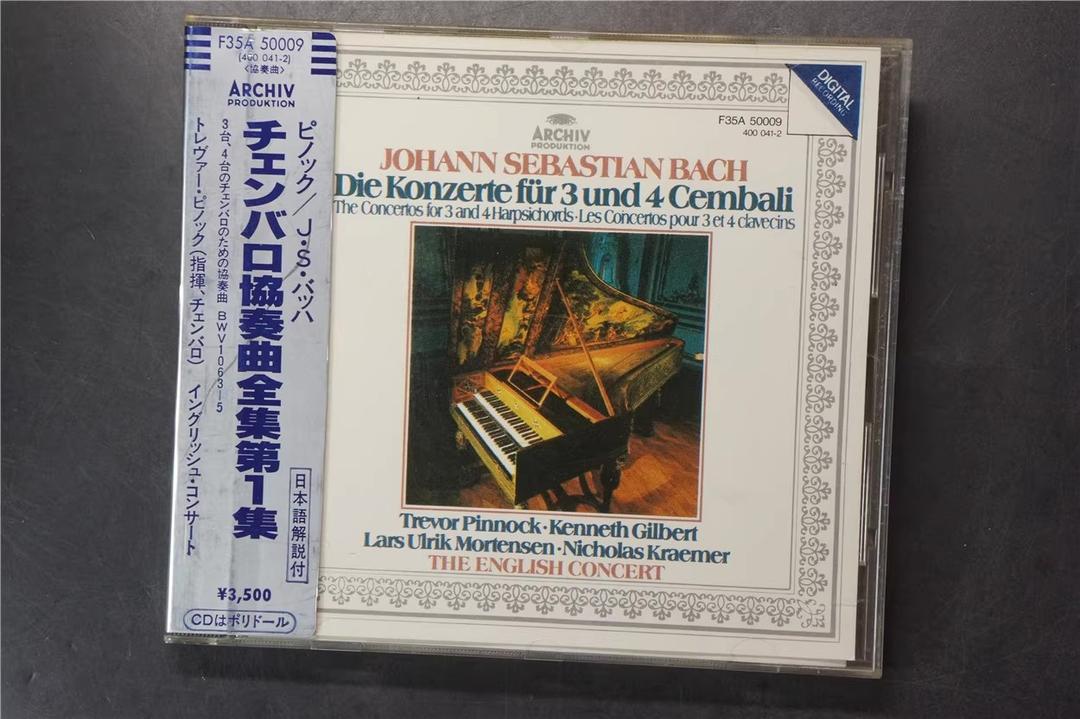 F35A 50009
(400 041-2)
〈協奏曲〉
ARCHIV
PRODUKTION
ピノック/J・S・バッハ
チェンバロ協奏曲全集第1集
3台、4台のチェンバロのための協奏曲 BWV1063–5
トレヴァー・ピノック(指揮、チェンバロ) イングリッシュ・コンサート
日本語解説付
¥3,500
CDはポリドール
DIGITAL
RECORDING
F35A 50009
400 041-2
ARCHIV
PRODUKTION
JOHANN SEBASTIAN BACH
Die Konzerte für 3 und 4 Cembali
The Concertos for 3 and 4 Harpsichords · Les Concertos pour 3 et 4 clavecins
Trevor Pinnock · Kenneth Gilbert
Lars Ulrik Mortensen · Nicholas Kraemer
THE ENGLISH CONCERT